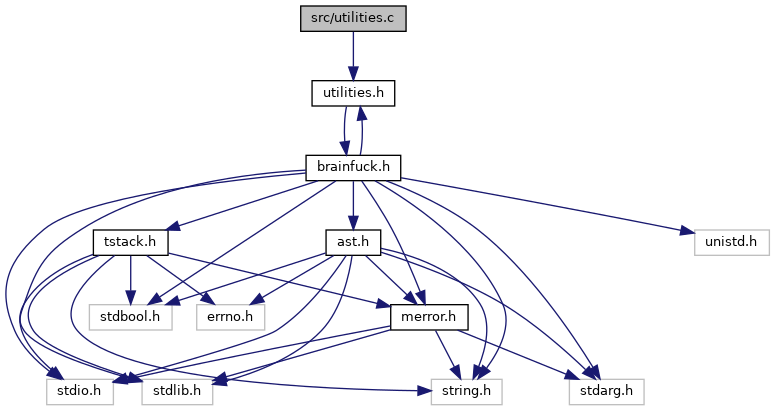 src/utilities.c
utilities.h
brainfuck.h
tstack.h
ast.h
unistd.h
stdbool.h
errno.h
merror.h
stdio.h
stdlib.h
string.h
stdarg.h